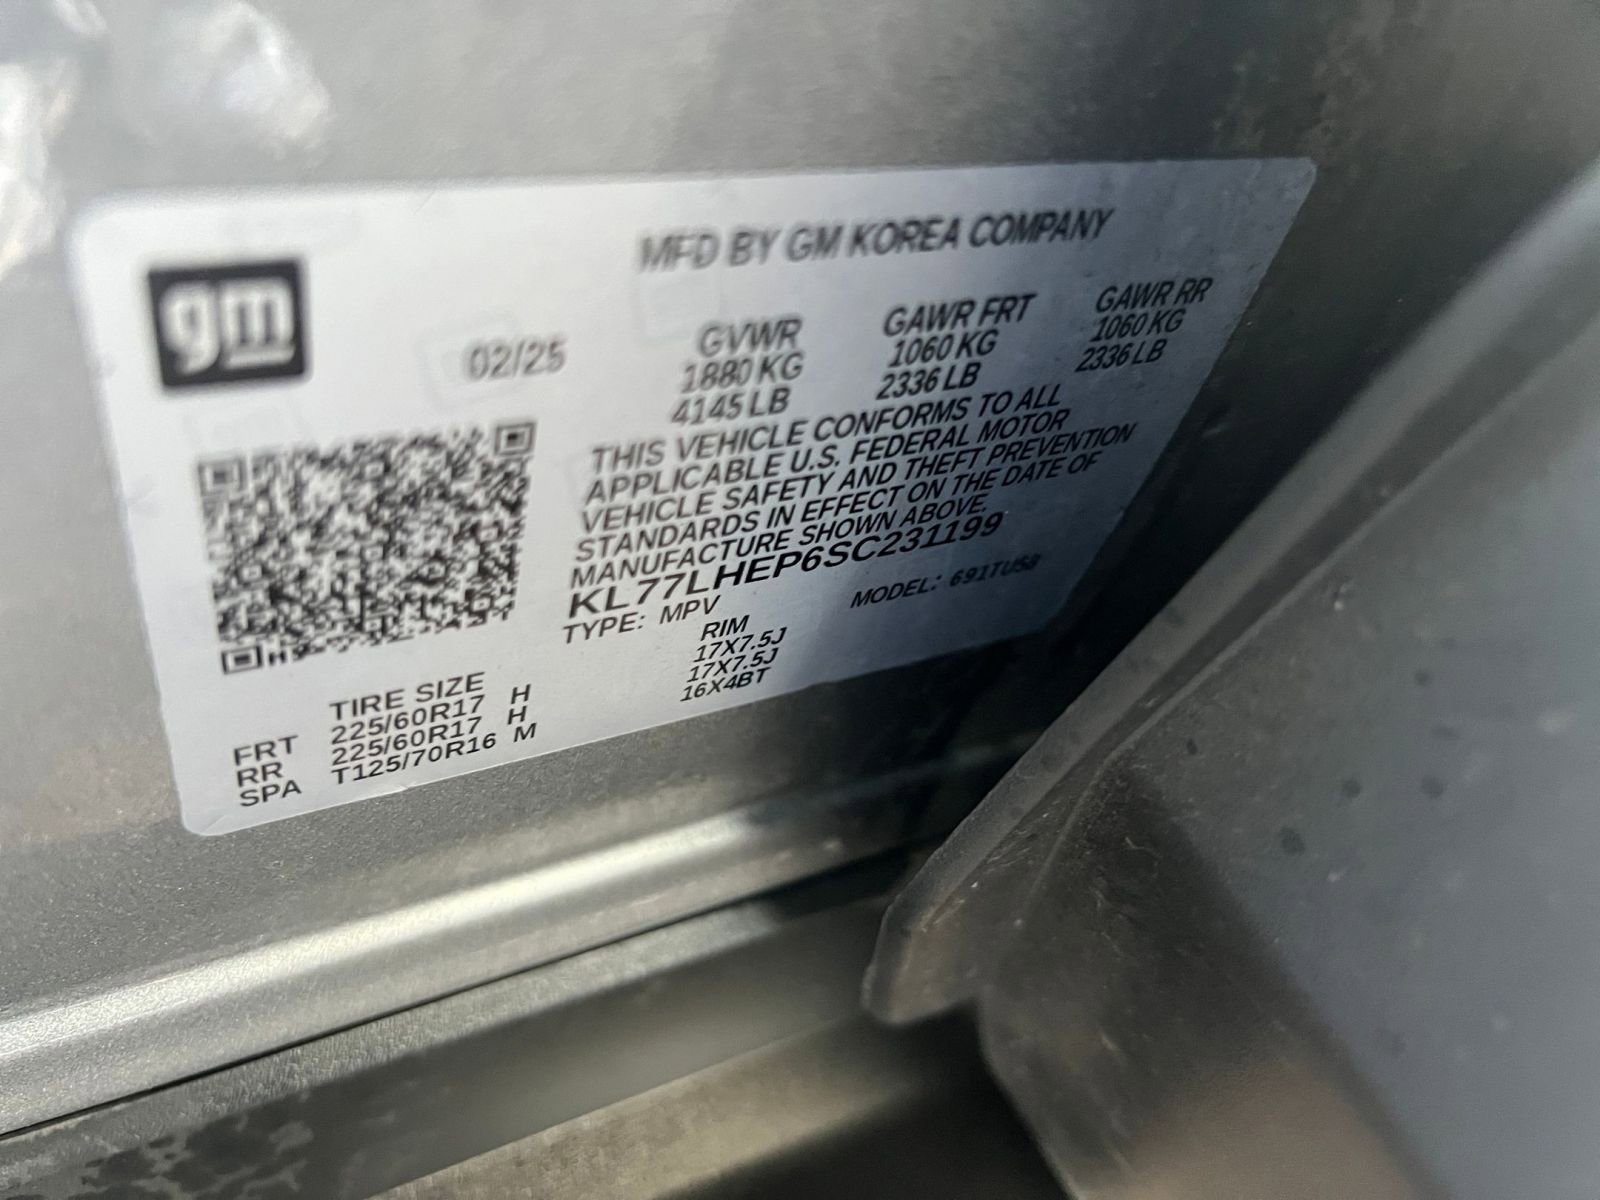 gm
MFD BY GM KOREA COMPANY
02/25
GVWR
1880 KG
4145 LB
GAWR FRT
1060 KG
2336 LB
GAWR RR
1060 KG
2336 LB
THIS VEHICLE CONFORMS TO ALL
APPLICABLE U.S. FEDERAL MOTOR
VEHICLE SAFETY AND THEFT PREVENTION
STANDARDS IN EFFECT ON THE DATE OF
MANUFACTURE SHOWN ABOVE.
KL77LHEP6SC231199
TYPE: MPV
MODEL:
TIRE SIZE RIM
FRT 225/60R17 H 17X7.5J
RR 225/60R17 H 17X7.5J
SPA T125/70R16 M 16X4BT